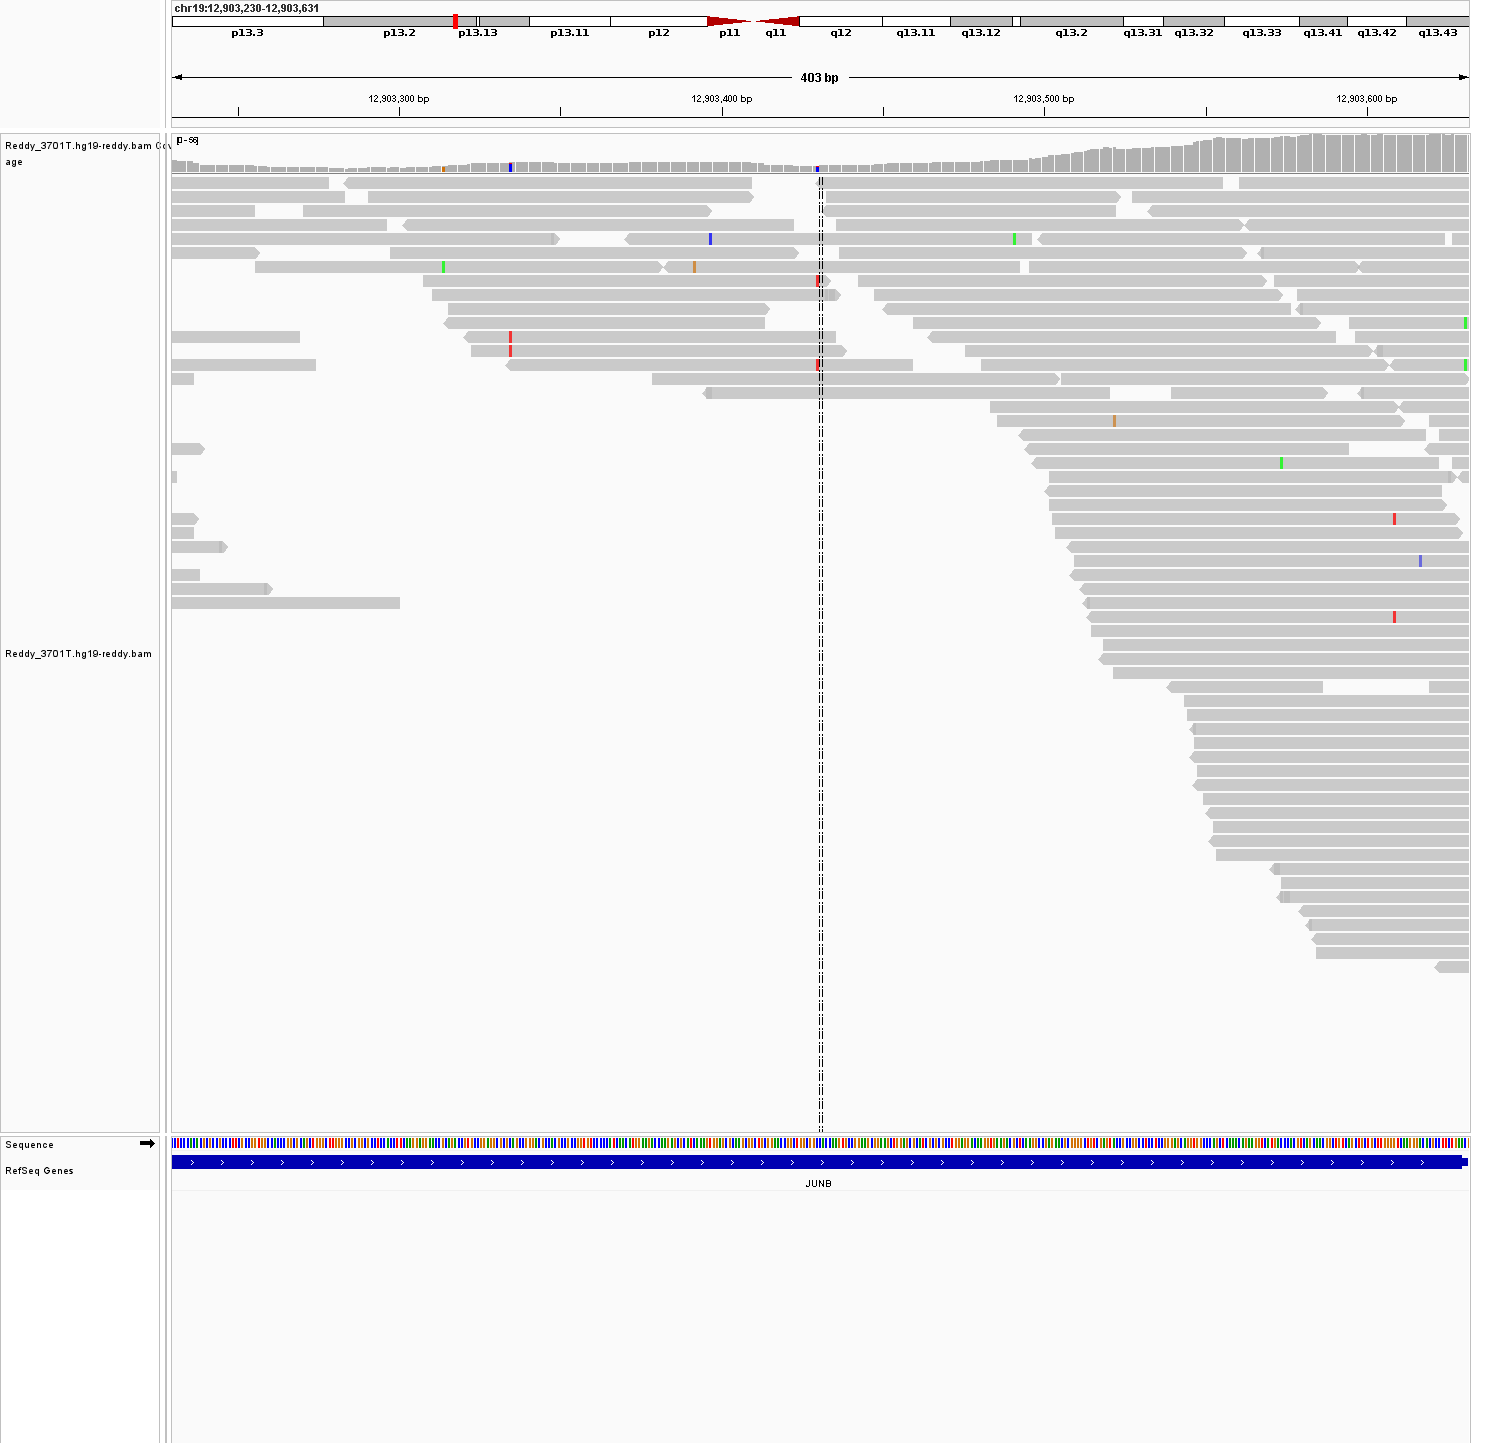 chr19:12,903,230-12,903,631
p13.3 p13.2 p13.13 p13.11 p12 p11 q11 q12 q13.11 q13.12 q13.2 q13.31 q13.32 q13.33 q13.41 q13.42 q13.43
403 bp
12,903,300 bp 12,903,400 bp 12,903,500 bp 12,903,600 bp
Reddy_3701T.hg19-reddy.bam Cov
age
[0-56]
Reddy_3701T.hg19-reddy.bam
Sequence
RefSeq Genes
JUNB